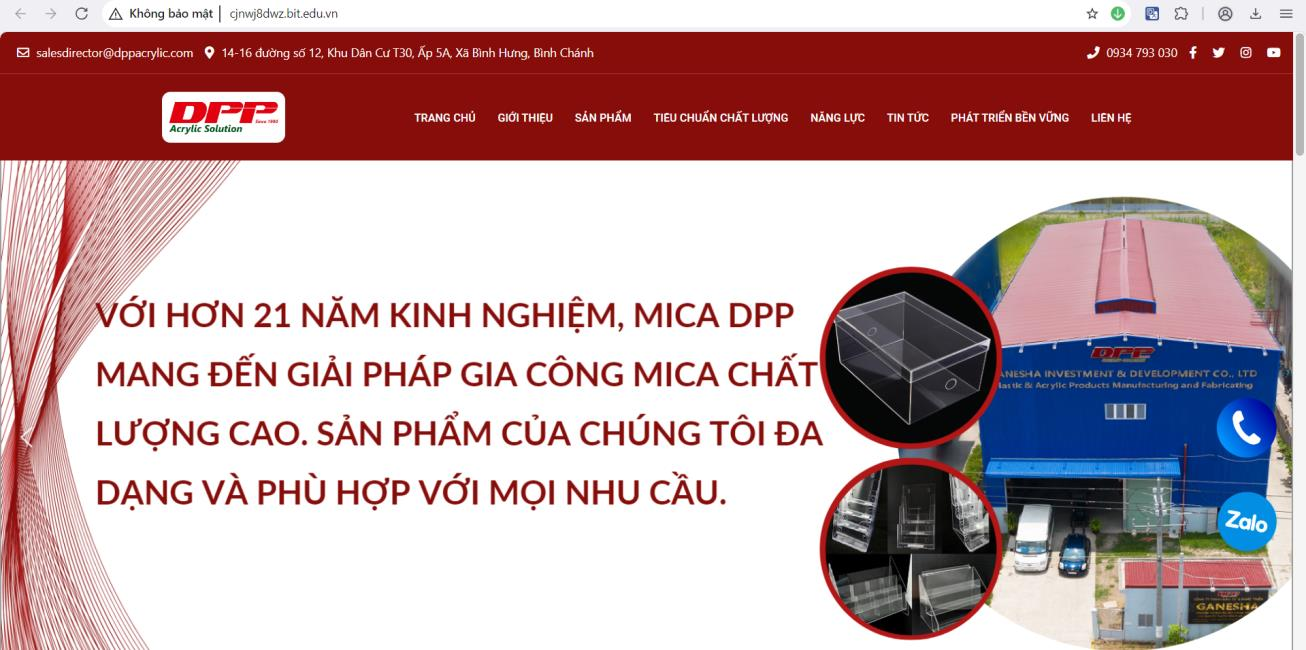 Không bảo mật
cjnwj8dwz.bit.edu.vn
salesdirector@dppacrylic.com 14-16 đường số 12, Khu Dân Cư T30, Ấp 5A, Xã Bình Hưng, Bình Chánh 0934 793 030
DPP
Since 1994
Acrylic Solution
TRANG CHỦ GIỚI THIỆU SẢN PHẨM TIÊU CHUẨN CHẤT LƯỢNG NĂNG LỰC TIN TỨC PHÁT TRIỂN BỀN VỮNG LIÊN HỆ
VỚI HƠN 21 NĂM KINH NGHIỆM, MICA DPP
MANG ĐẾN GIẢI PHÁP GIA CÔNG MICA CHẤT
LƯỢNG CAO. SẢN PHẨM CỦA CHÚNG TÔI ĐA
DẠNG VÀ PHÙ HỢP VỚI MỌI NHU CẦU.
DPP
ANESHA INVESTMENT & DEVELOPMENT CO., LTD
lastic & Acrylic Products Manufacturing and Fabricating
Zalo
DPP
GANESHA